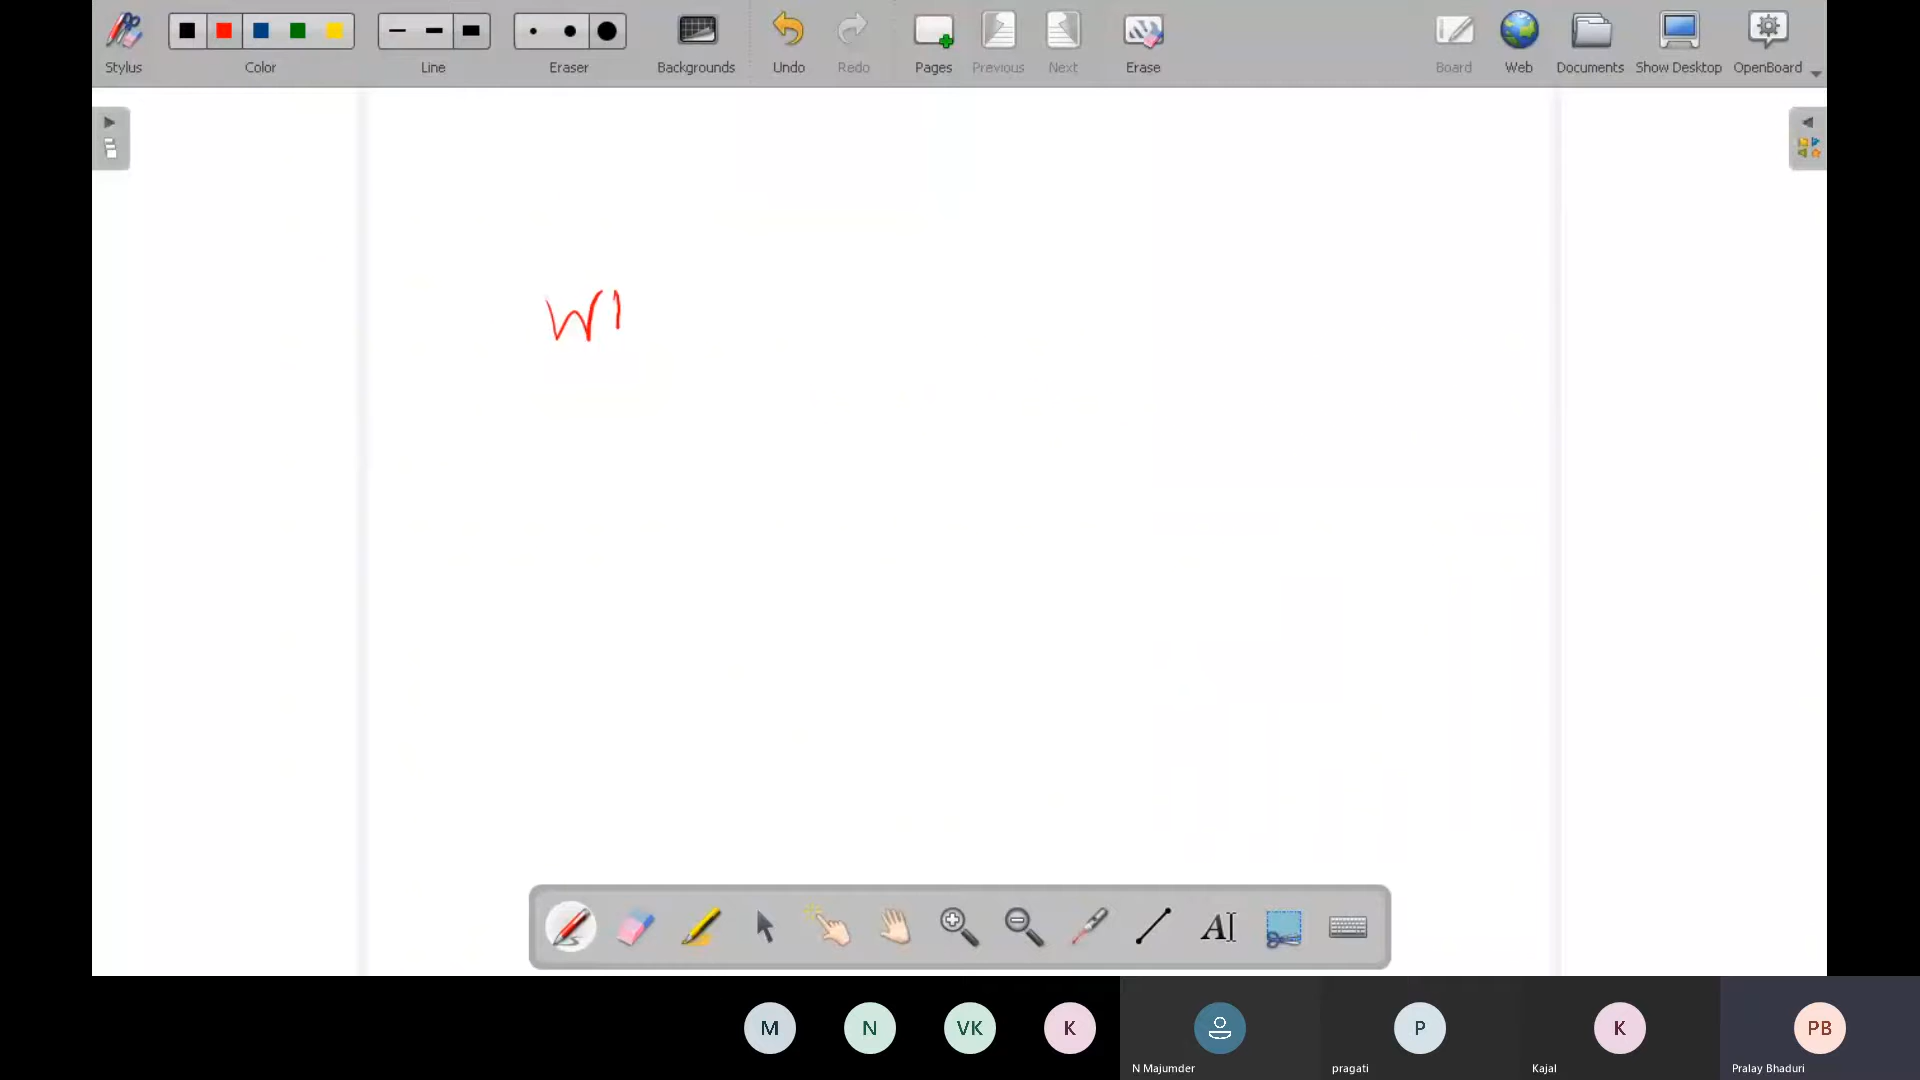 Stylus Color Line Eraser Backgrounds Undo Redo Pages Previous Next Erase Board Web Documents Show Desktop OpenBoard
W1
A
M N VK K P K PB
N Majumder pragati Kajal Pralay Bhaduri